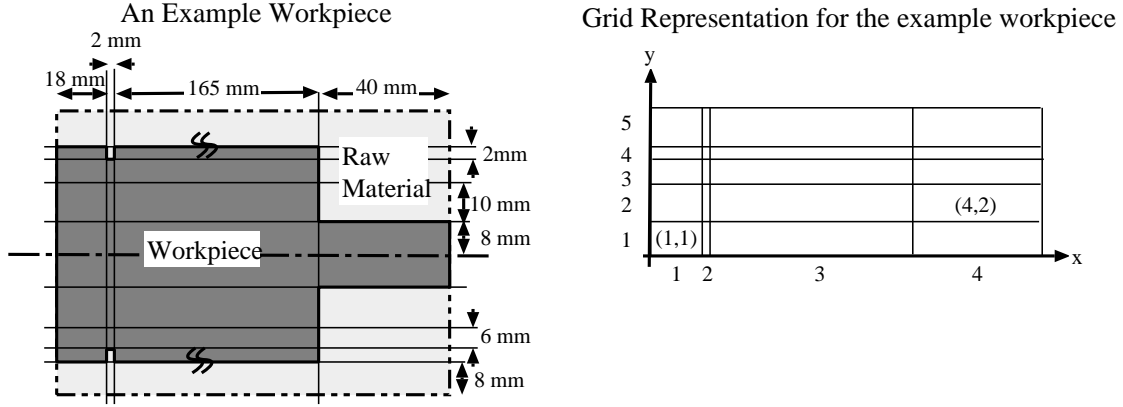 An Example Workpiece
Grid Representation for the example workpiece
2 mm
18 mm
165 mm
40 mm
Raw
Material
2mm
10 mm
8 mm
Workpiece
6 mm
8 mm
y
5
4
3
2
(4,2)
1
(1,1)
x
1 2 3 4